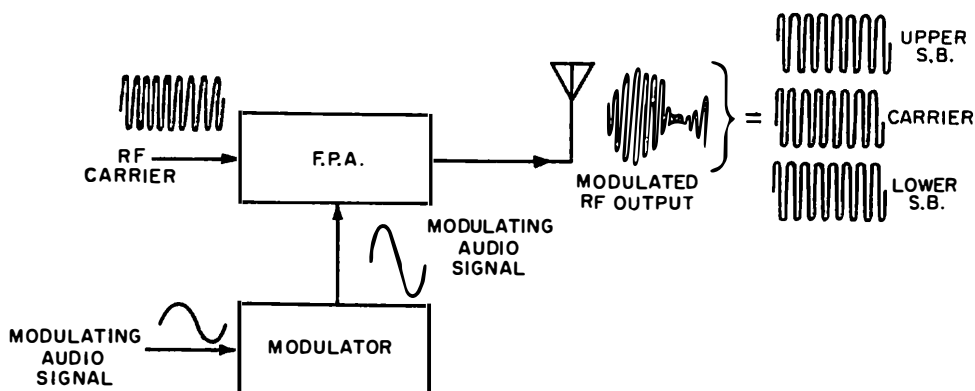 RF
CARRIER
F.P.A.
MODULATED
RF OUTPUT
=
UPPER
S.B.
CARRIER
LOWER
S.B.
MODULATING
AUDIO
SIGNAL
MODULATING
AUDIO
SIGNAL
MODULATOR